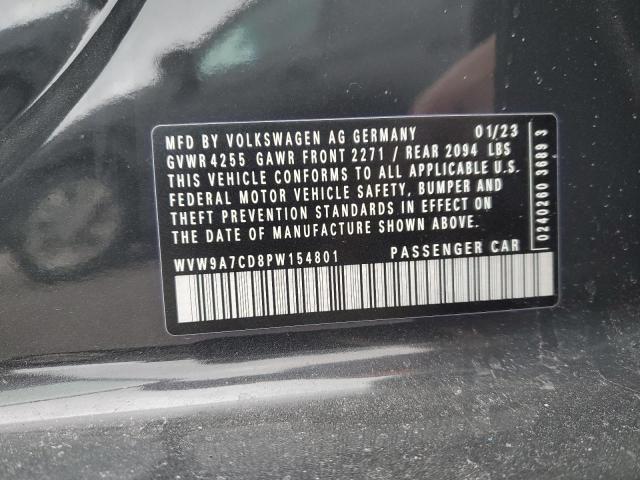 MFD BY VOLKSWAGEN AG GERMANY 01/23
GVWR 4255 GAWR FRONT 2271 / REAR 2094 LBS
THIS VEHICLE CONFORMS TO ALL APPLICABLE U.S.
FEDERAL MOTOR VEHICLE SAFETY, BUMPER AND
THEFT PREVENTION STANDARDS IN EFFECT ON
THE DATE OF MANUFACTURE SHOWN ABOVE.
WVW9A7CD8PW154801 PASSENGER CAR
0240260 3689 3